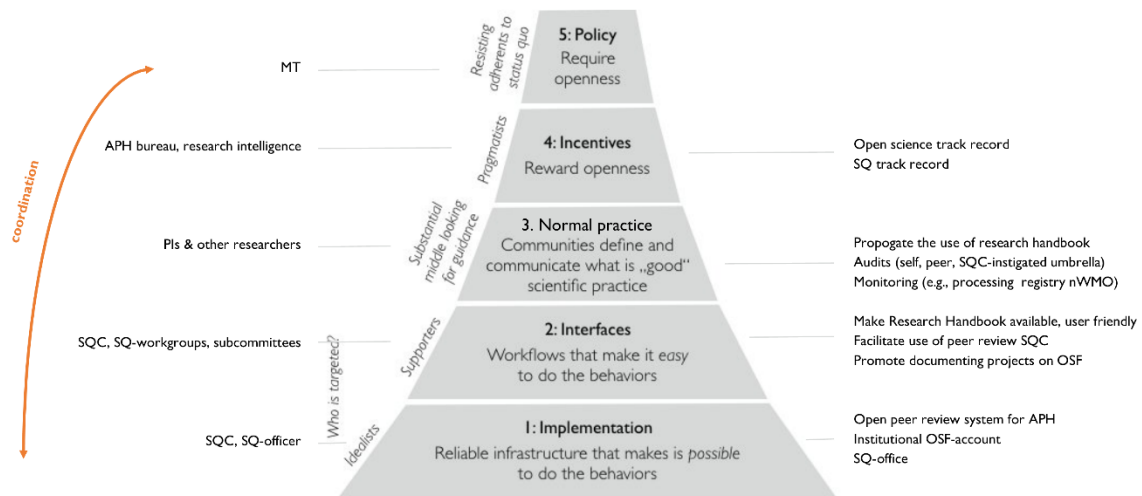 5: Policy
Require
openness
Resisting
adherents to
status quo
MT
coordination
4: Incentives
Reward openness
Pragmatists
APH bureau, research intelligence
Open science track record
SQ track record
3. Normal practice
Communities define and
communicate what is „good“
scientific practice
Substantial
middle looking
for guidance
PIs & other researchers
Propogate the use of research handbook
Audits (self, peer, SQC-instigated umbrella)
Monitoring (e.g., processing registry nWMO)
2: Interfaces
Workflows that make it easy
to do the behaviors
Supporters
SQC, SQ-workgroups, subcommittees
Make Research Handbook available, user friendly
Facilitate use of peer review SQC
Promote documenting projects on OSF
Who is targeted?
1: Implementation
Reliable infrastructure that makes is possible
to do the behaviors
Idealists
SQC, SQ-officer
Open peer review system for APH
Institutional OSF-account
SQ-office